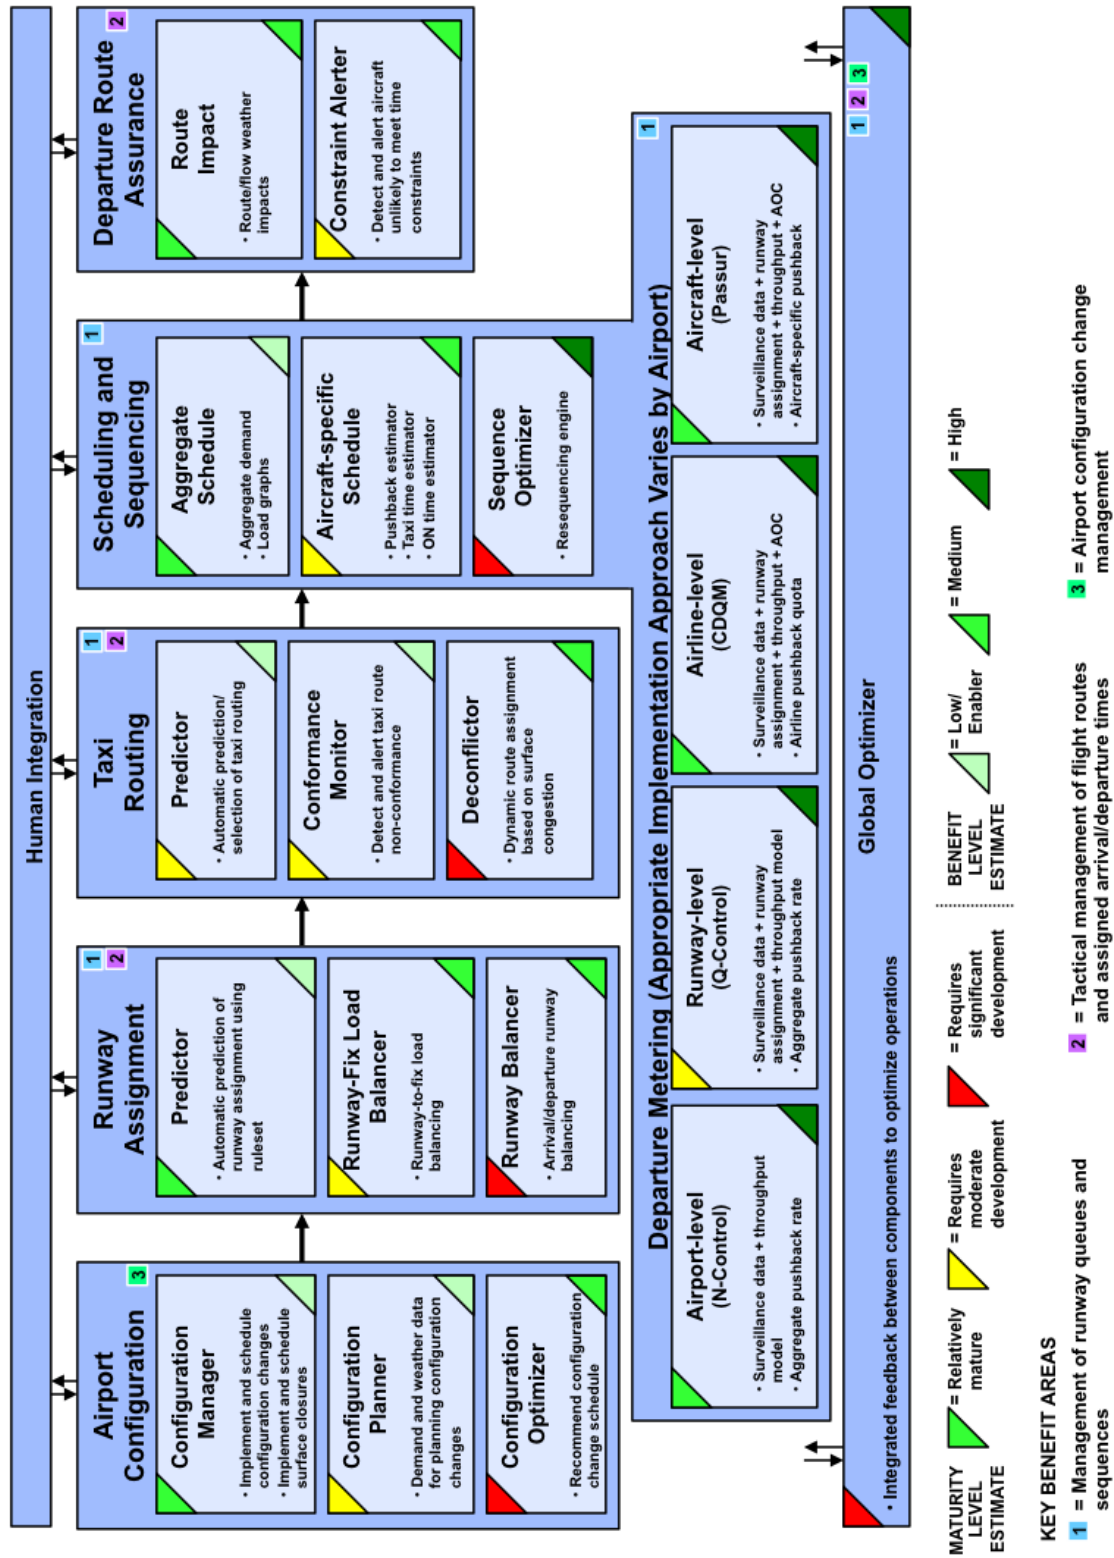 Human Integration
Airport
Configuration
3
Configuration
Manager
• Implement and schedule
configuration changes
• Implement and schedule
surface closures
Configuration
Planner
• Demand and weather data
for planning configuration
changes
Configuration
Optimizer
• Recommend configuration
change schedule
Runway
Assignment
1
2
Predictor
• Automatic prediction of
runway assignment using
ruleset
Runway-Fix Load
Balancer
• Runway-to-fix load
balancing
Runway Balancer
• Arrival/departure runway
balancing
Taxi
Routing
1
2
Predictor
• Automatic prediction/
selection of taxi routing
Conformance
Monitor
• Detect and alert taxi route
non-conformance
Deconflictor
• Dynamic route assignment
based on surface
congestion
Scheduling and
Sequencing
1
Aggregate
Schedule
• Aggregate demand
• Load graphs
Aircraft-specific
Schedule
• Pushback estimator
• Taxi time estimator
• ON time estimator
Sequence
Optimizer
• Resequencing engine
Departure Route
Assurance
2
Route
Impact
• Route/flow weather
impacts
Constraint Alerter
• Detect and alert aircraft
unlikely to meet time
constraints
Departure Metering (Appropriate Implementation Approach Varies by Airport)
1
Airport-level
(N-Control)
• Surveillance data + throughput
model
• Aggregate pushback rate
Runway-level
(Q-Control)
• Surveillance data + runway
assignment + throughput model
• Aggregate pushback rate
Airline-level
(CDQM)
• Surveillance data + runway
assignment + throughput + AOC
• Airline pushback quota
Aircraft-level
(Passur)
• Surveillance data + runway
assignment + throughput + AOC
• Aircraft-specific pushback
Global Optimizer
1 2 3
• Integrated feedback between components to optimize operations
MATURITY
LEVEL
ESTIMATE
= Relatively
mature
= Requires
moderate
development
= Requires
significant
development
BENEFIT
LEVEL
ESTIMATE
= Low/
Enabler
= Medium
= High
KEY BENEFIT AREAS
1 = Management of runway queues and
sequences
2 = Tactical management of flight routes
and assigned arrival/departure times
3 = Airport configuration change
management